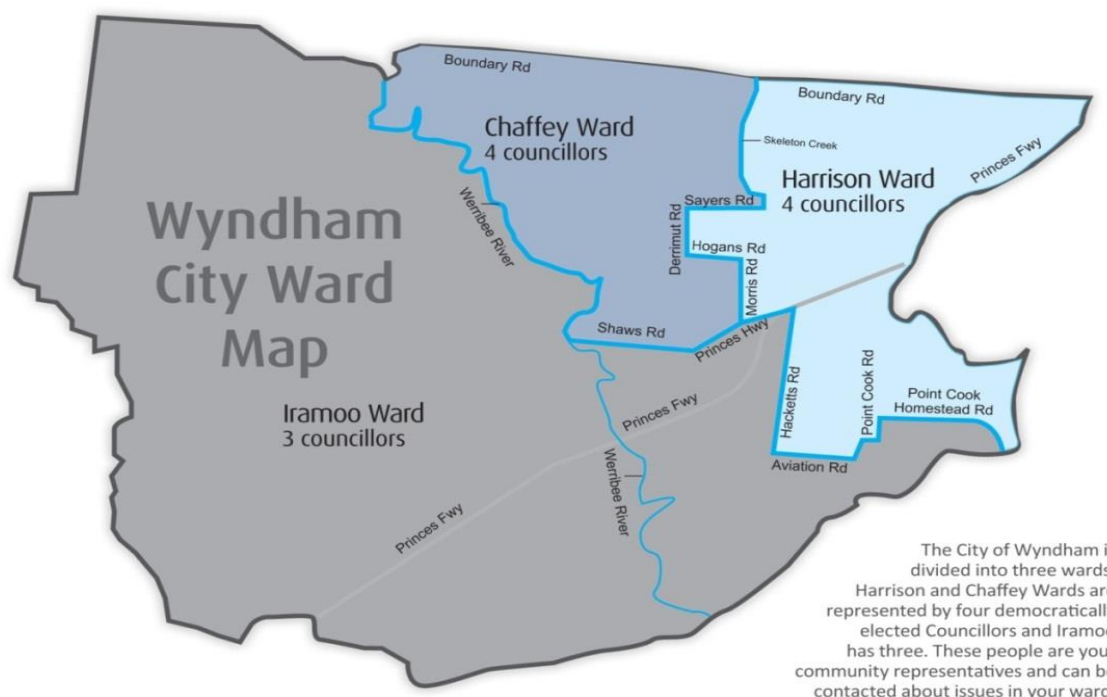 Boundary Rd
Boundary Rd
Chaffey Ward
4 councillors
Skeleton Creek
Princes Fwy
Harrison Ward
4 councillors
Wyndham
City Ward
Map
Werribee River
Sayers Rd
Derrimut Rd
Hogans Rd
Morris Rd
Shaws Rd
Princes Hwy
Iramoo Ward
3 councillors
Princes Fwy
Hacketts Rd
Point Cook Rd
Point Cook
Homestead Rd
Aviation Rd
Werribee River
Princes Fwy
The City of Wyndham i
divided into three wards
Harrison and Chaffey Wards ar
represented by four democraticall
elected Councillors and Iramoo
has three. These people are you
community representatives and can b
contacted about issues in your ward